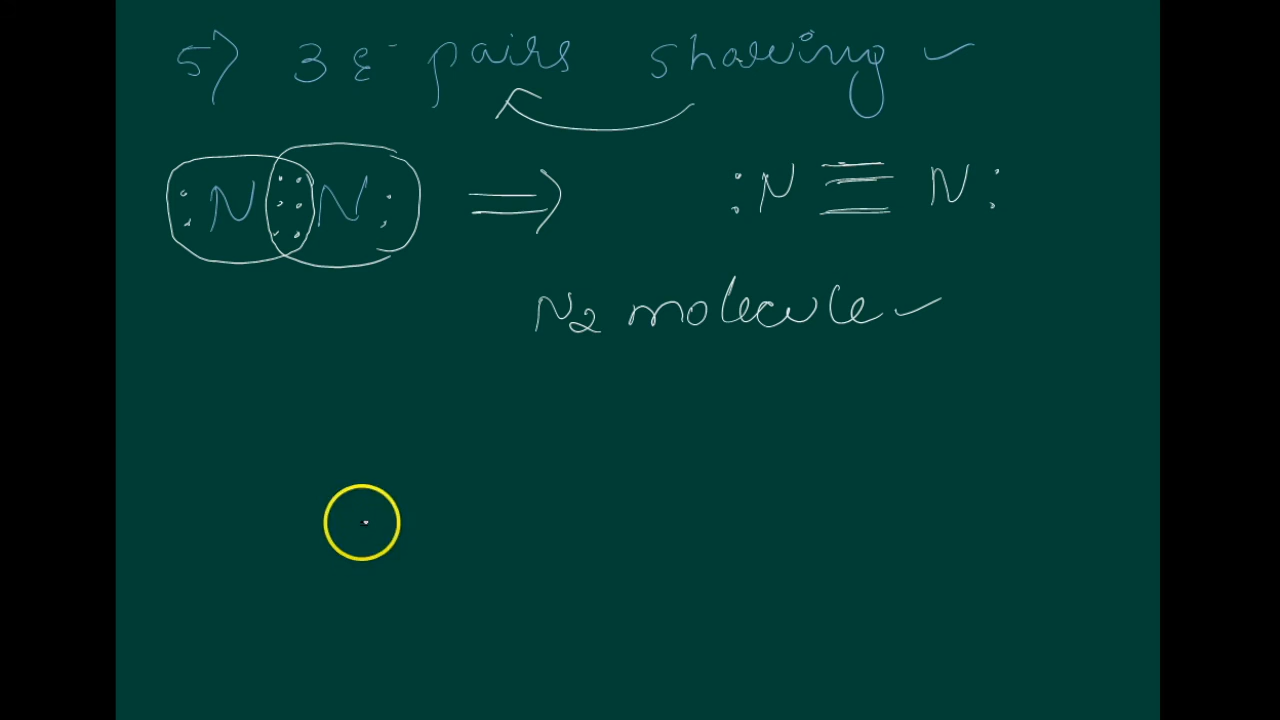 5) 3 e⁻ pairs sharing ✓
:N:::N: ⇒ :N≡N:
N₂ molecule ✓